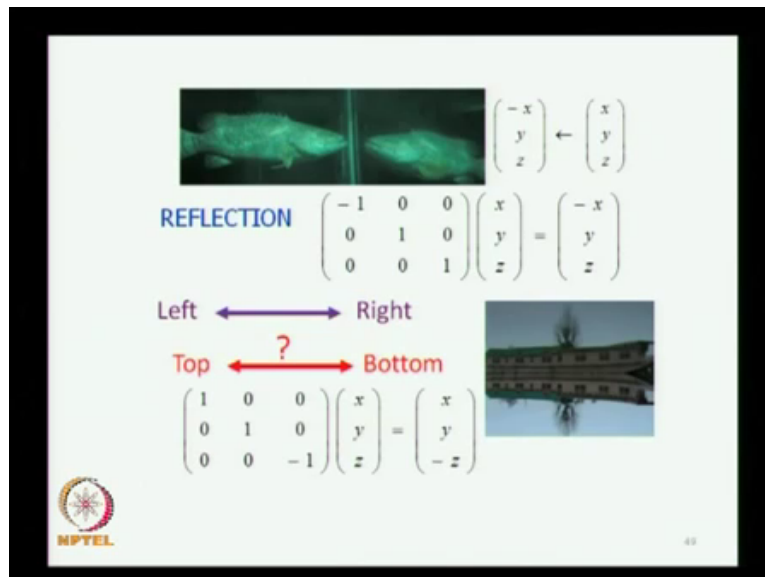 ( -x ) ← ( x )
( y ) ( y )
( z ) ( z )
REFLECTION
( -1 0 0 ) ( x ) = ( -x )
( 0 1 0 ) ( y ) ( y )
( 0 0 1 ) ( z ) ( z )
Left Right
?
Top Bottom
( 1 0 0 ) ( x ) = ( x )
( 0 1 0 ) ( y ) ( y )
( 0 0 -1 ) ( z ) ( -z )
NPTEL
49